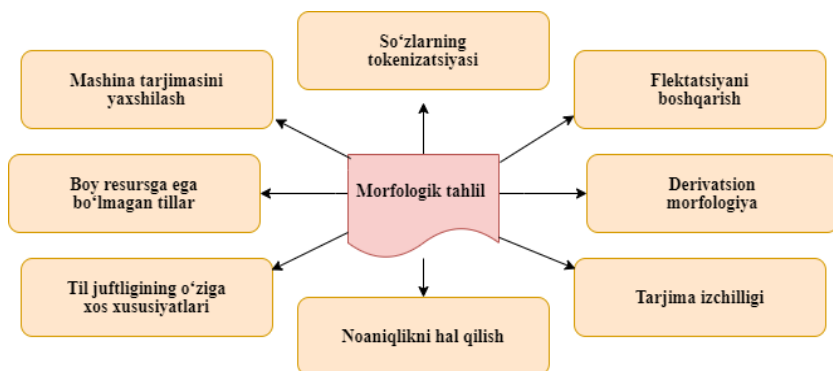 So‘zlarning
tokenizatsiyasi
Mashina tarjimasini
yaxshilash
Flektatsiyani
boshqarish
Boy resursga ega
bo‘lmagan tillar
Morfologik tahlil
Derivatsion
morfologiya
Til juftligining o‘ziga
xos xususiyatlari
Noaniqlikni hal qilish
Tarjima izchilligi